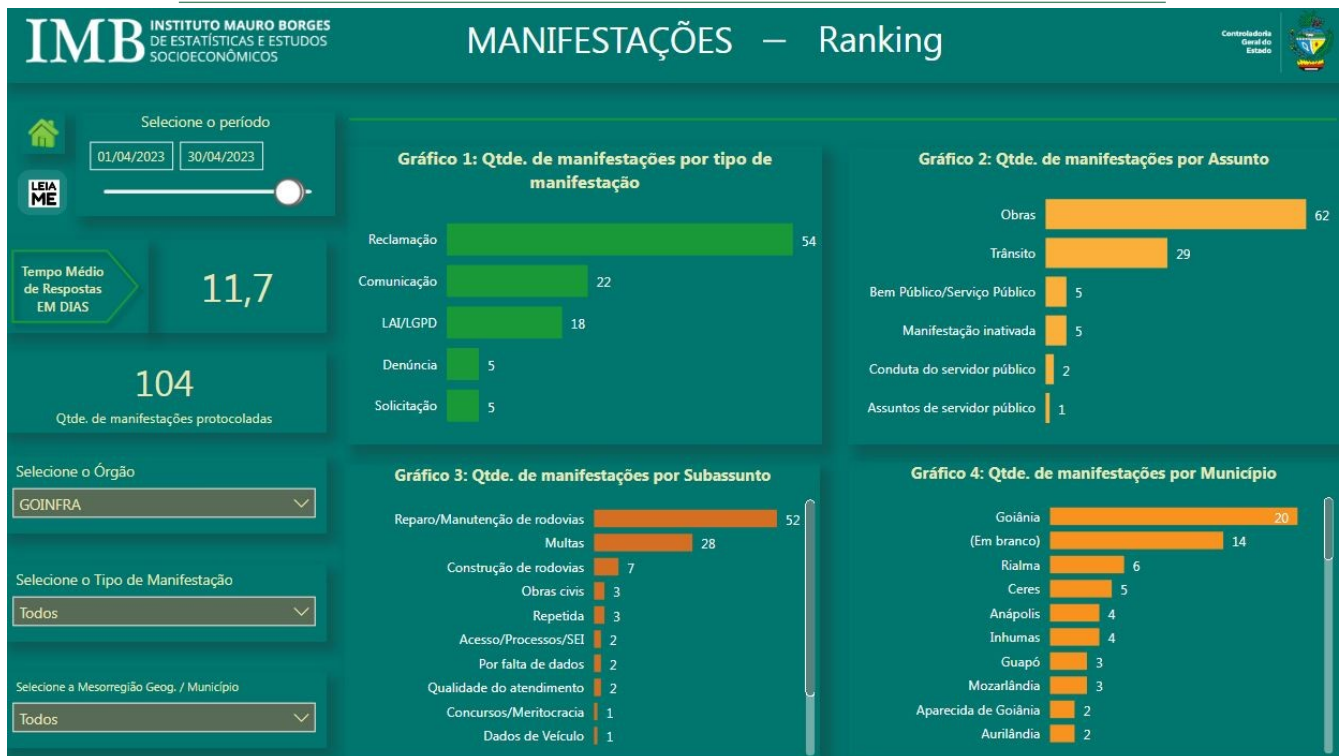 IMB
INSTITUTO MAURO BORGES
DE ESTATÍSTICAS E ESTUDOS
SOCIOECONÔMICOS
MANIFESTAÇÕES – Ranking
Controladoria
Geral do
Estado
Selecione o período
01/04/2023 30/04/2023
LEIA
ME
Tempo Médio
de Respostas
EM DIAS
11,7
104
Qtde. de manifestações protocoladas
Selecione o Órgão
GOINFRA
Selecione o Tipo de Manifestação
Todos
Selecione a Mesorregião Geog. / Município
Todos
Gráfico 1: Qtde. de manifestações por tipo de
manifestação
Reclamação 54
Comunicação 22
LAI/LGPD 18
Denúncia 5
Solicitação 5
Gráfico 2: Qtde. de manifestações por Assunto
Obras 62
Trânsito 29
Bem Público/Serviço Público 5
Manifestação inativada 5
Conduta do servidor público 2
Assuntos de servidor público 1
Gráfico 3: Qtde. de manifestações por Subassunto
Reparo/Manutenção de rodovias 52
Multas 28
Construção de rodovias 7
Obras civis 3
Repetida 3
Acesso/Processos/SEI 2
Por falta de dados 2
Qualidade do atendimento 2
Concursos/Meritocracia 1
Dados de Veículo 1
Gráfico 4: Qtde. de manifestações por Município
Goiânia 20
(Em branco) 14
Rialma 6
Ceres 5
Anápolis 4
Inhumas 4
Guapó 3
Mozarlândia 3
Aparecida de Goiânia 2
Aurilândia 2